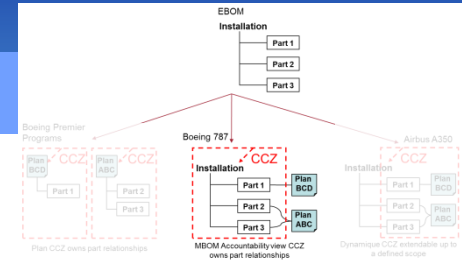 EBOM
Installation
Part 1
Part 2
Part 3
Boeing Premier
Programs
Plan
BCD
CCZ
Part 1
Plan
ABC
CCZ
Part 2
Part 3
Plan CCZ owns part relationships
Boeing 787
CCZ
Installation
Part 1
Part 2
Part 3
Plan
BCD
Plan
ABC
MBOM Accountability view CCZ
owns part relationships
Airbus A350
CCZ
Installation
Part 1
Part 2
Part 3
Plan
BCD
Plan
ABC
Dynamique CCZ extendable up to
a defined scope